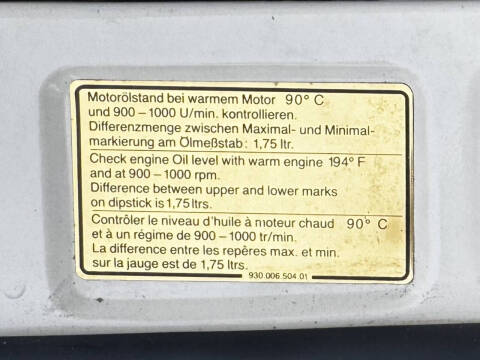 Motorölstand bei warmem Motor 90° C
und 900 – 1000 U/min. kontrollieren.
Differenzmenge zwischen Maximal- und Minimal-
markierung am Ölmeßstab : 1,75 ltr.
Check engine Oil level with warm engine 194° F
and at 900 – 1000 rpm.
Difference between upper and lower marks
on dipstick is 1,75 ltrs.
Contrôler le niveau d'huile à moteur chaud 90° C
et à un régime de 900 – 1000 tr/min.
La difference entre les repères max. et min.
sur la jauge est de 1,75 ltrs.
930.006.504.01